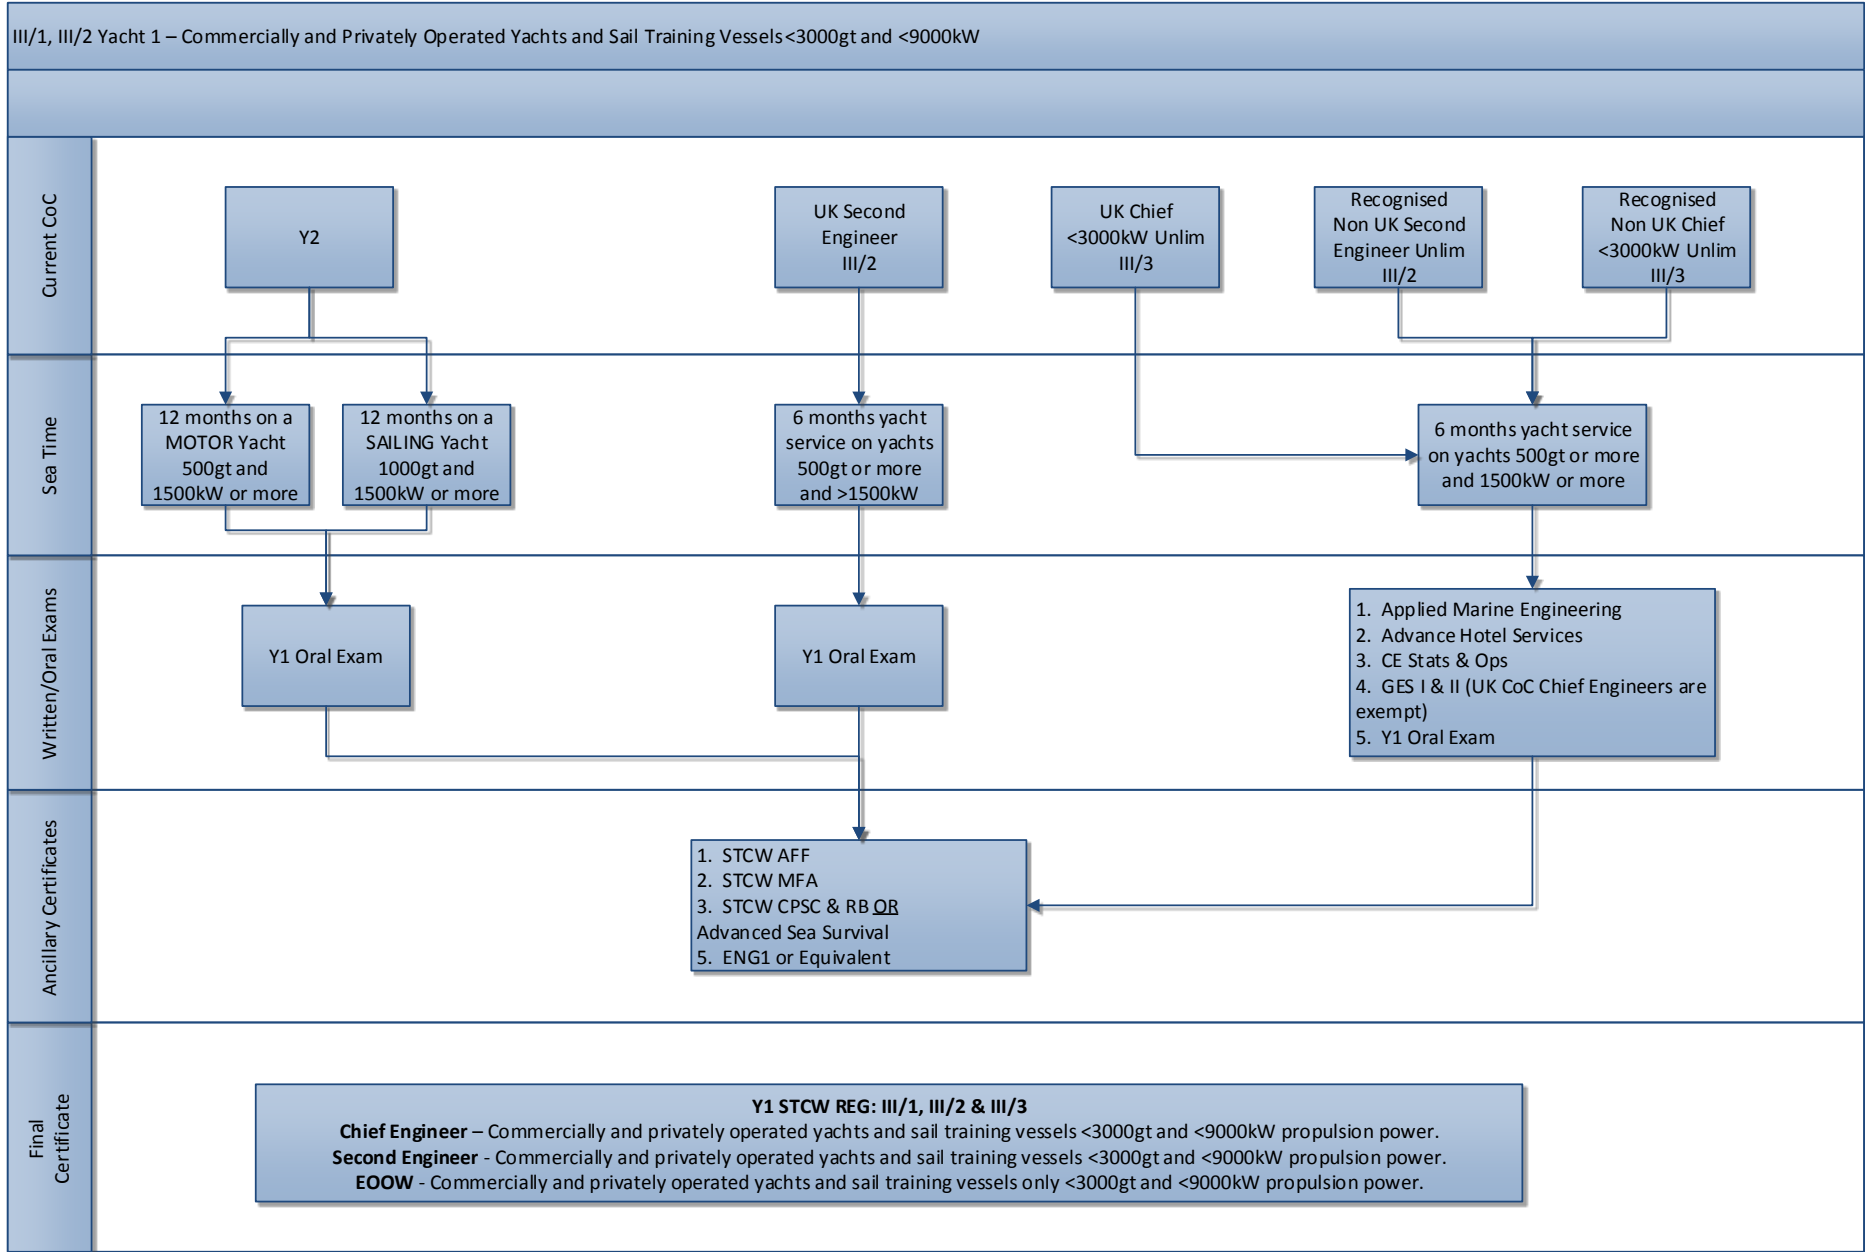 III/1, III/2 Yacht 1 – Commercially and Privately Operated Yachts and Sail Training Vessels<3000gt and <9000kW
Current CoC
Y2
UK Second
Engineer
III/2
UK Chief
<3000kW Unlim
III/3
Recognised
Non UK Second
Engineer Unlim
III/2
Recognised
Non UK Chief
<3000kW Unlim
III/3
Sea Time
12 months on a
MOTOR Yacht
500gt and
1500kW or more
12 months on a
SAILING Yacht
1000gt and
1500kW or more
6 months yacht
service on yachts
500gt or more
and >1500kW
6 months yacht service
on yachts 500gt or more
and 1500kW or more
Written/Oral Exams
Y1 Oral Exam
Y1 Oral Exam
1. Applied Marine Engineering
2. Advance Hotel Services
3. CE Stats & Ops
4. GES I & II (UK CoC Chief Engineers are
exempt)
5. Y1 Oral Exam
Ancillary Certificates
1. STCW AFF
2. STCW MFA
3. STCW CPSC & RB OR
Advanced Sea Survival
5. ENG1 or Equivalent
Final
Certificate
Y1 STCW REG: III/1, III/2 & III/3
Chief Engineer – Commercially and privately operated yachts and sail training vessels <3000gt and <9000kW propulsion power.
Second Engineer - Commercially and privately operated yachts and sail training vessels <3000gt and <9000kW propulsion power.
EOOW - Commercially and privately operated yachts and sail training vessels only <3000gt and <9000kW propulsion power.